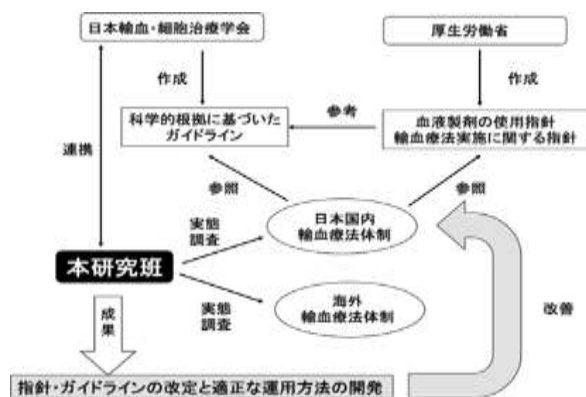 日本輸血・細胞治療学会
厚生労働省
作成
作成
科学的根拠に基づいた
ガイドライン
参考
血液製剤の使用指針
輸血療法実施に関する指針
連携
参照
参照
実態
調査
日本国内
輸血療法体制
本研究班
実態
調査
海外
輸血療法体制
改善
成果
指針・ガイドラインの改定と適正な運用方法の開発